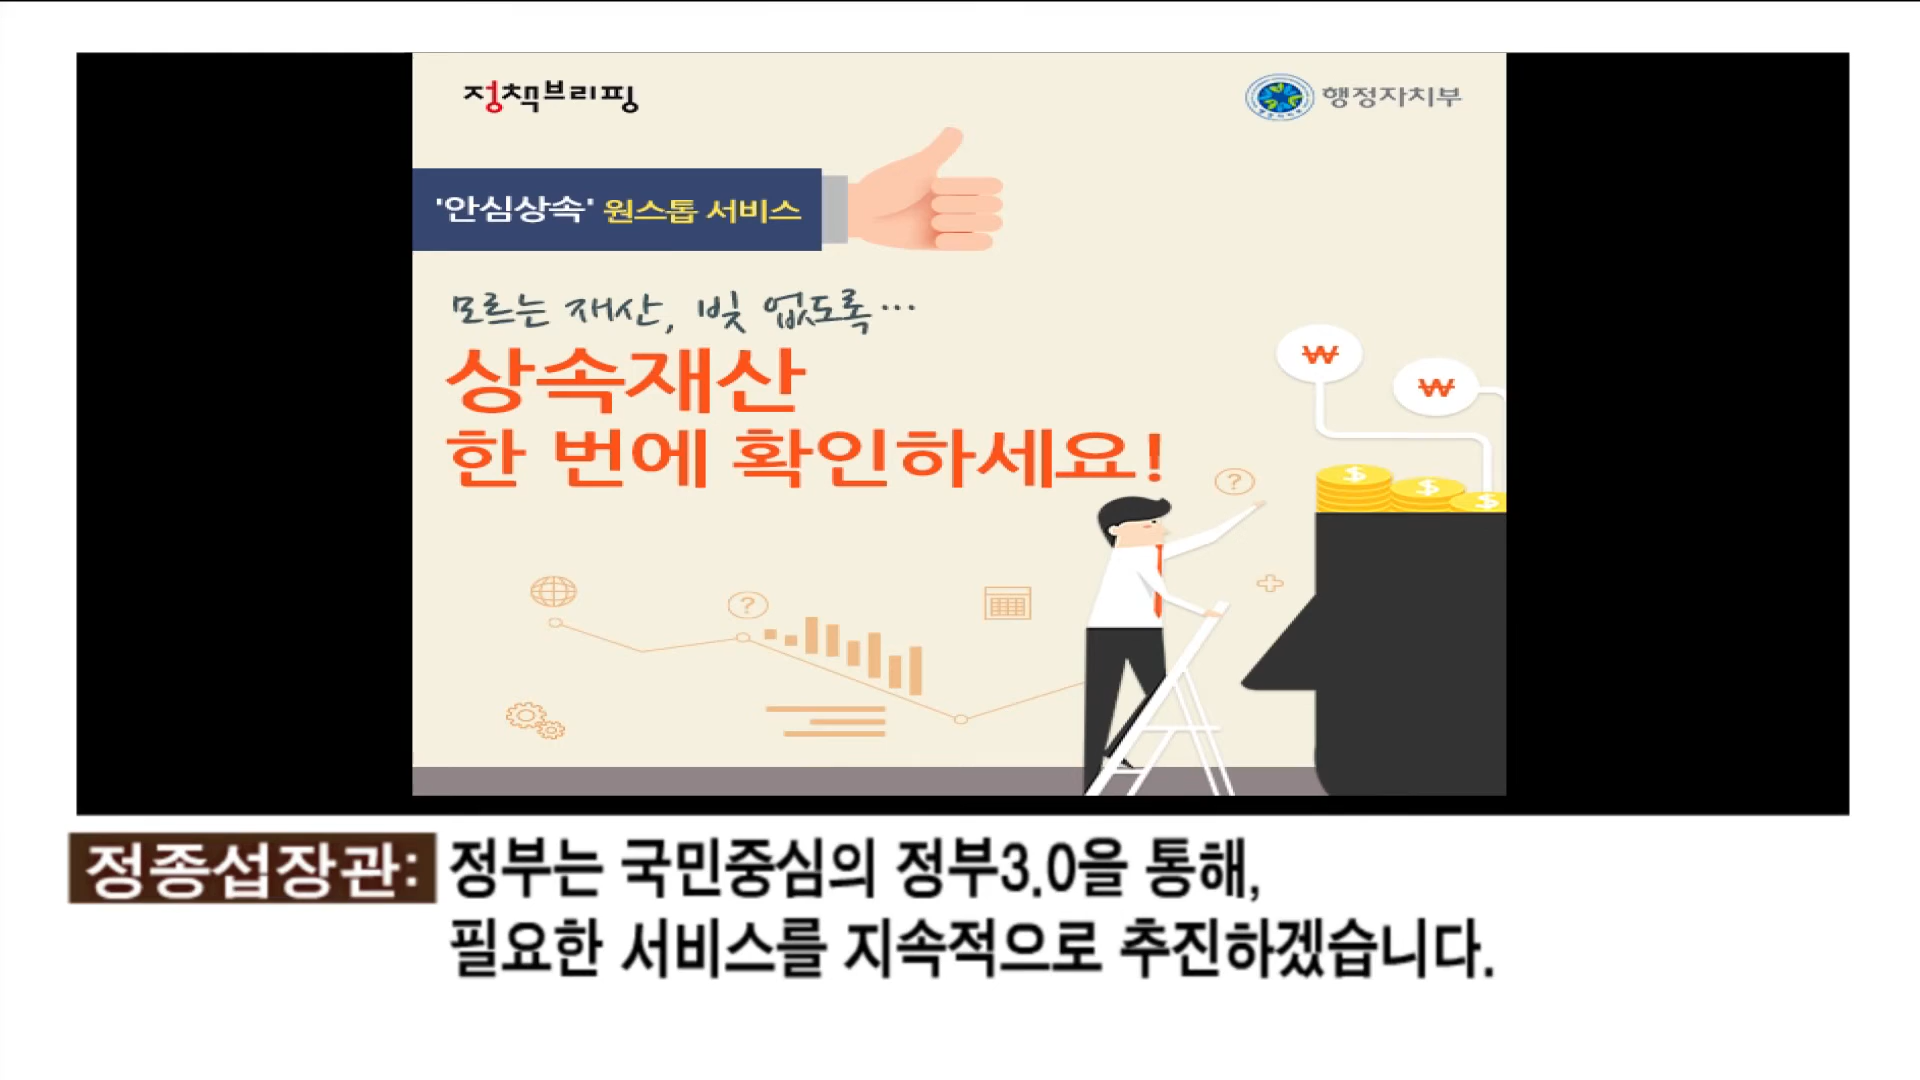 정책브리핑
행정자치부
'안심상속' 원스톱 서비스
모르는 재산, 빚 없도록…
상속재산
한 번에 확인하세요!
₩
₩
?
$ $ $
?
정종섭장관: 정부는 국민중심의 정부3.0을 통해,
필요한 서비스를 지속적으로 추진하겠습니다.